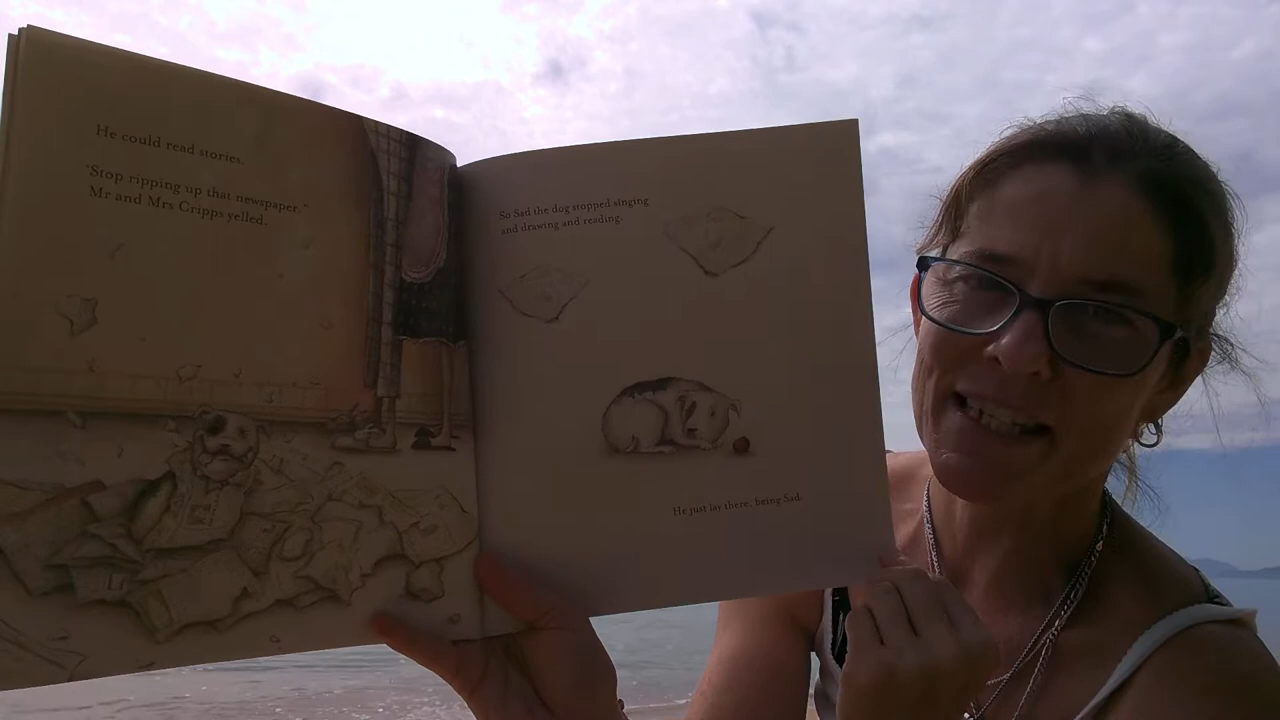 He could read stories.
'Stop ripping up that newspaper,"
Mr and Mrs Cripps yelled.
So Sad the dog stopped singing
and drawing and reading.
He just lay there, being Sad.